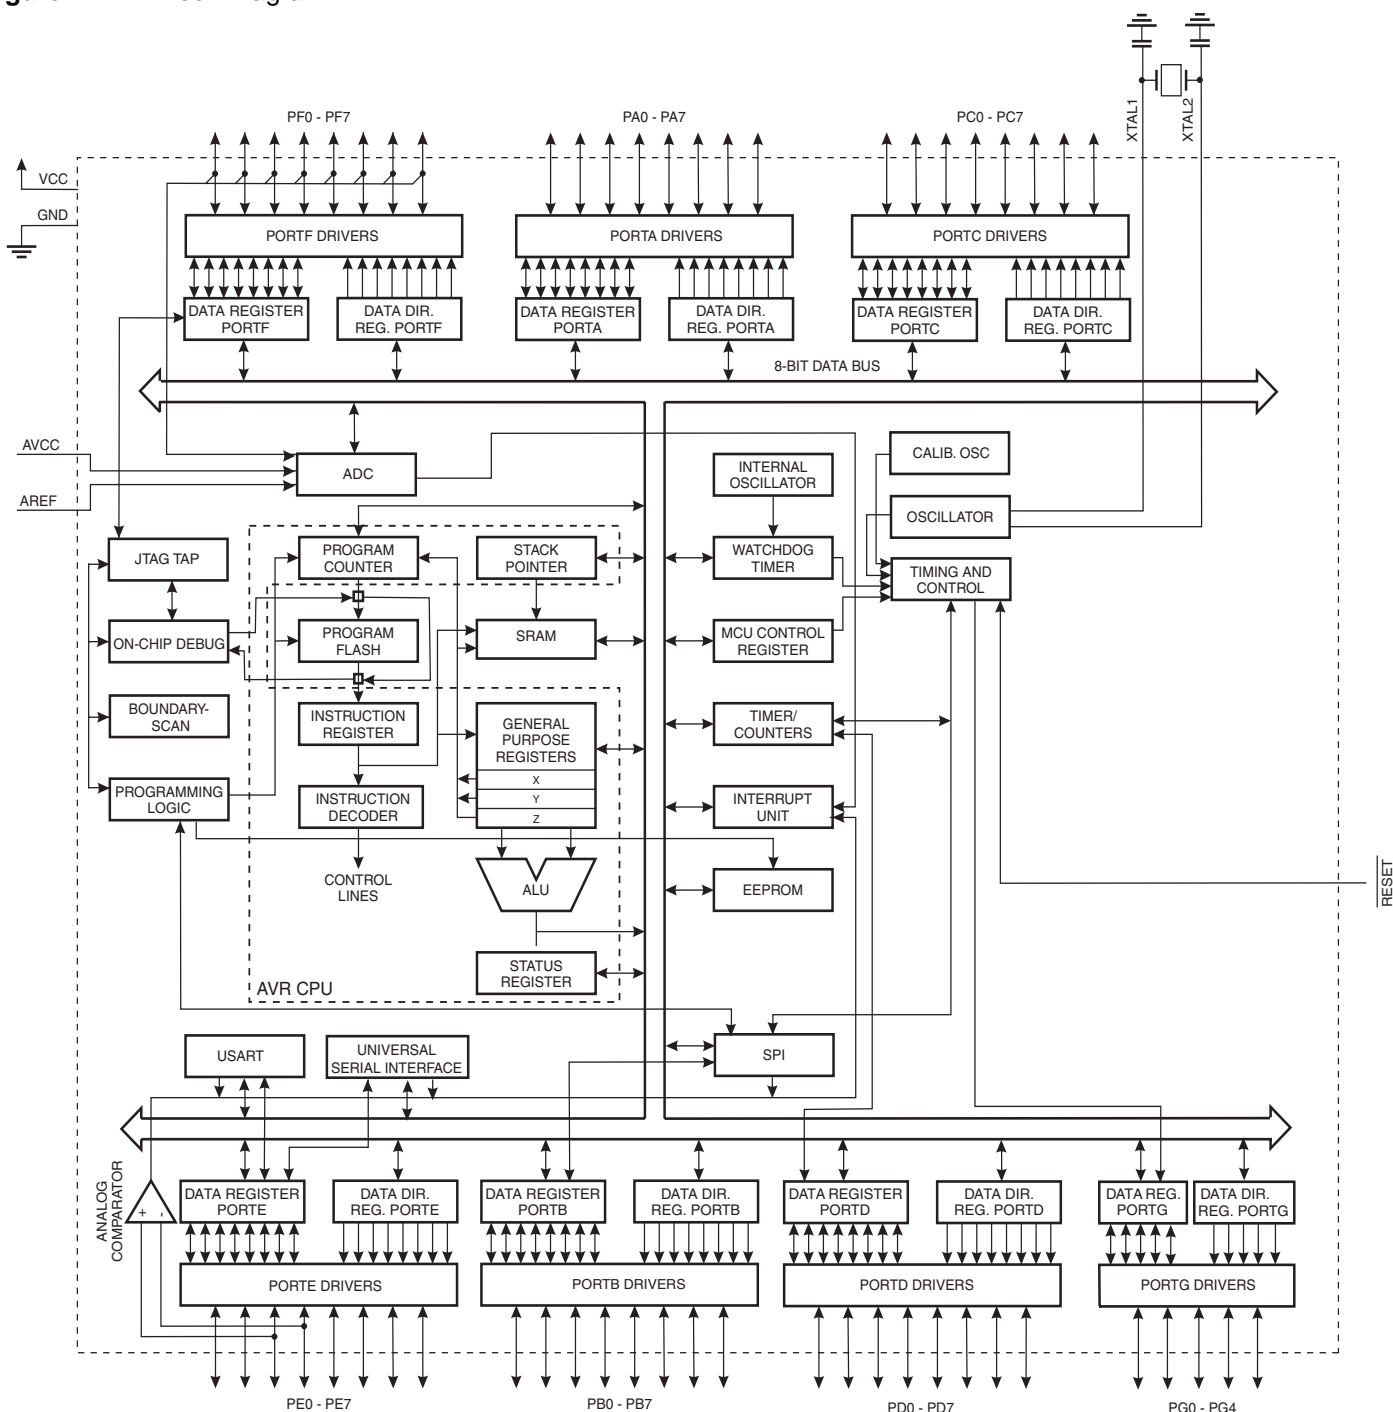 XTAL1
XTAL2
PF0 - PF7
PA0 - PA7
PC0 - PC7
VCC
GND
PORTF DRIVERS
PORTA DRIVERS
PORTC DRIVERS
DATA REGISTER
PORTF
DATA DIR.
REG. PORTF
DATA REGISTER
PORTA
DATA DIR.
REG. PORTA
DATA REGISTER
PORTC
DATA DIR.
REG. PORTC
8-BIT DATA BUS
AVCC
AREF
ADC
INTERNAL
OSCILLATOR
CALIB. OSC
OSCILLATOR
JTAG TAP
PROGRAM
COUNTER
STACK
POINTER
WATCHDOG
TIMER
TIMING AND
CONTROL
ON-CHIP DEBUG
PROGRAM
FLASH
SRAM
MCU CONTROL
REGISTER
BOUNDARY-
SCAN
INSTRUCTION
REGISTER
GENERAL
PURPOSE
REGISTERS
X
Y
Z
TIMER/
COUNTERS
PROGRAMMING
LOGIC
INSTRUCTION
DECODER
INTERRUPT
UNIT
CONTROL
LINES
ALU
EEPROM
RESET
STATUS
REGISTER
AVR CPU
USART
UNIVERSAL
SERIAL INTERFACE
SPI
ANALOG
COMPARATOR
+ -
DATA REGISTER
PORTE
DATA DIR.
REG. PORTE
DATA REGISTER
PORTB
DATA DIR.
REG. PORTB
DATA REGISTER
PORTD
DATA DIR.
REG. PORTD
DATA REG.
PORTG
DATA DIR.
REG. PORTG
PORTE DRIVERS
PORTB DRIVERS
PORTD DRIVERS
PORTG DRIVERS
PE0 - PE7
PB0 - PB7
PD0 - PD7
PG0 - PG4